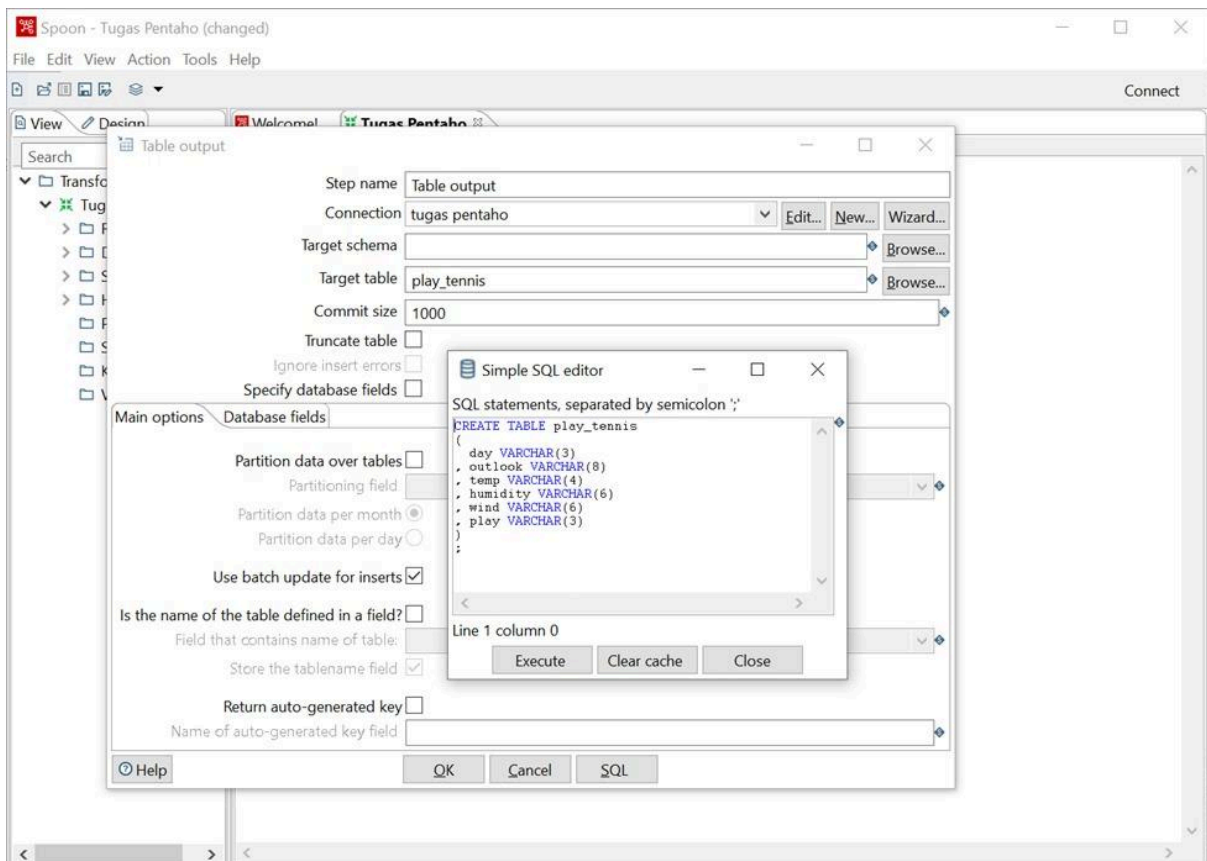 Spoon - Tugas Pentaho (changed)
File Edit View Action Tools Help
Connect
View Design Welcome! Tugas Pentaho
Search
Transfo
Tug
Table output
Step name Table output
Connection tugas pentaho Edit... New... Wizard...
Target schema Browse...
Target table play_tennis Browse...
Commit size 1000
Truncate table
Ignore insert errors
Specify database fields
Main options Database fields
Partition data over tables
Partitioning field
Partition data per month
Partition data per day
Use batch update for inserts
Is the name of the table defined in a field?
Field that contains name of table:
Store the tablename field
Return auto-generated key
Name of auto-generated key field
Help OK Cancel SQL
Simple SQL editor
SQL statements, separated by semicolon ';'
CREATE TABLE play_tennis
(
day VARCHAR(3)
, outlook VARCHAR(8)
, temp VARCHAR(4)
, humidity VARCHAR(6)
, wind VARCHAR(6)
, play VARCHAR(3)
)
;
Line 1 column 0
Execute Clear cache Close